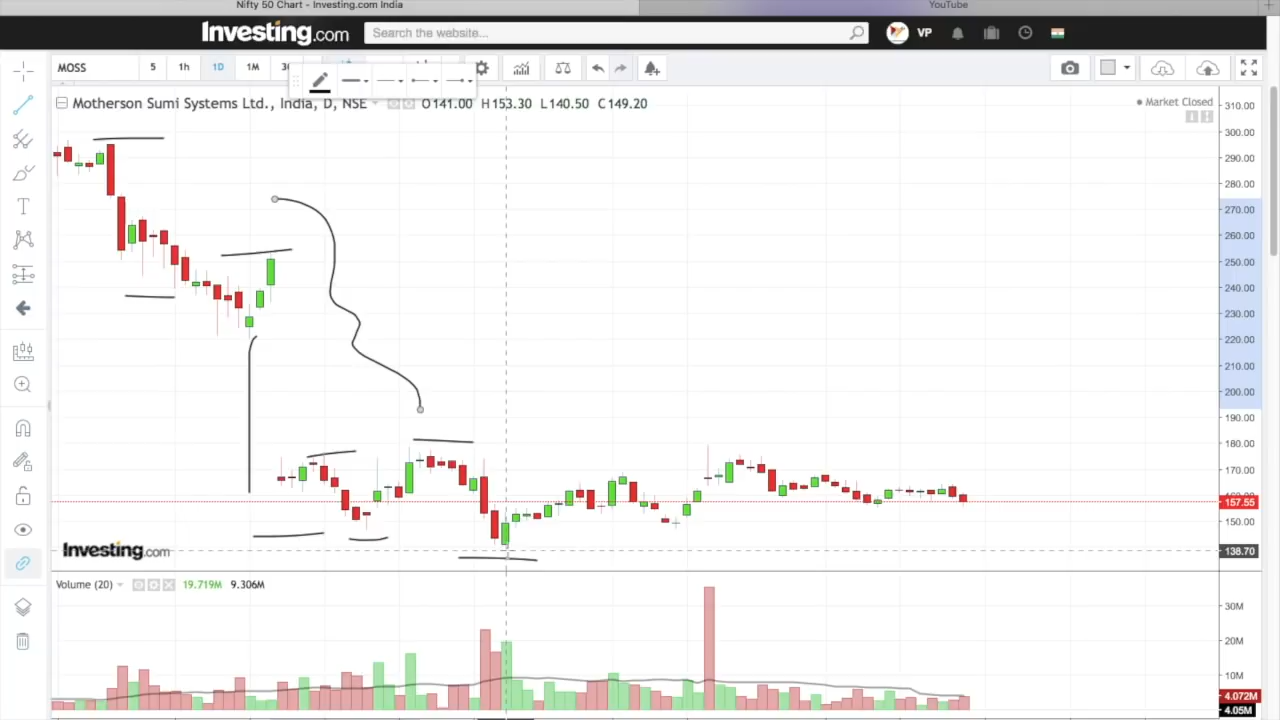 Nifty 50 Chart - Investing.com India
YouTube
Investing.com
Search the website...
VP
MOSS
5
1h
1D
1M
Motherson Sumi Systems Ltd., India, D, NSE
O141.00 H153.30 L140.50 C149.20
Market Closed
310.00
300.00
290.00
280.00
270.00
260.00
250.00
240.00
230.00
220.00
210.00
200.00
190.00
180.00
170.00
160.00
157.55
150.00
138.70
Investing.com
Volume (20)
19.719M
9.306M
30M
20M
10M
4.072M
4.05M